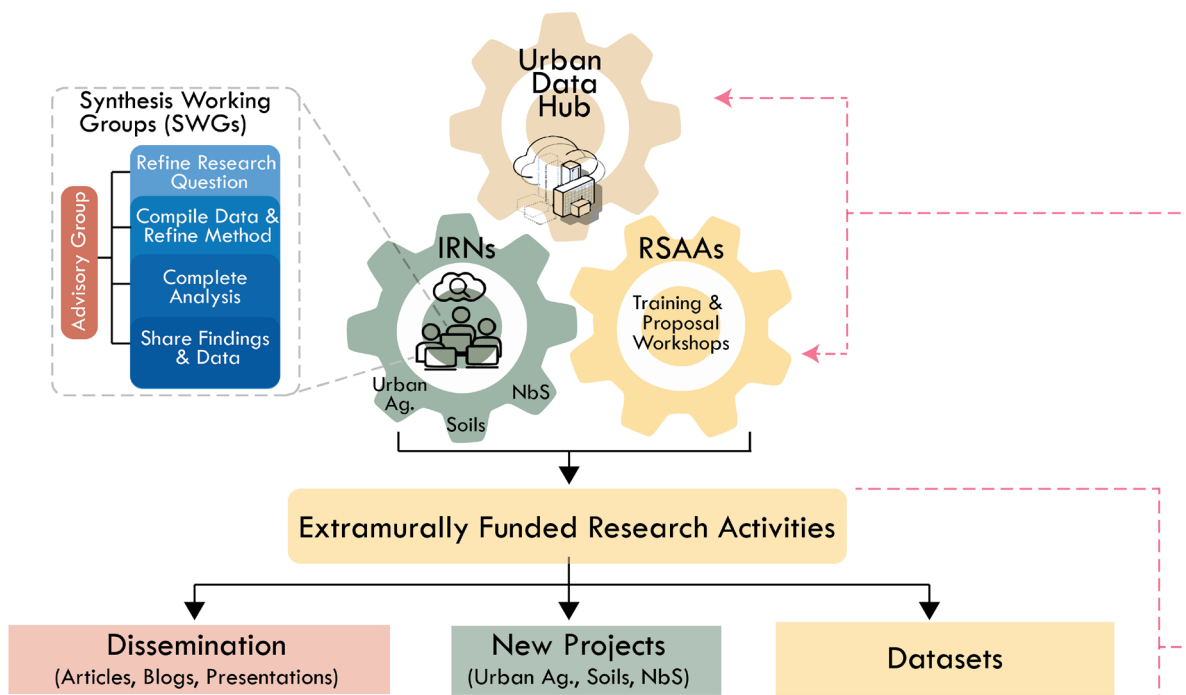 Urban
Data
Hub
Synthesis Working
Groups (SWGs)
Advisory Group
Refine Research
Question
Compile Data &
Refine Method
Complete
Analysis
Share Findings
& Data
IRNs
Urban
Ag.
Soils
NbS
RSAAs
Training &
Proposal
Workshops
Extramurally Funded Research Activities
Dissemination
(Articles, Blogs, Presentations)
New Projects
(Urban Ag., Soils, NbS)
Datasets